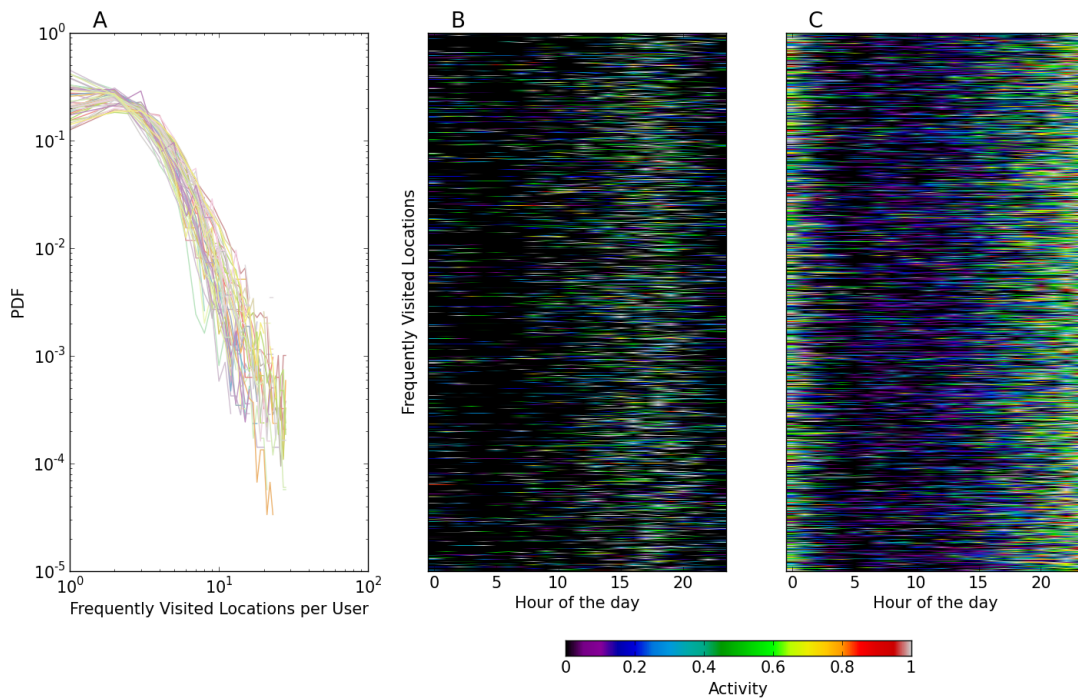 A
B
C
10^0
10^-1
10^-2
10^-3
10^-4
10^-5
PDF
10^0 10^1 10^2
Frequently Visited Locations per User
Frequently Visited Locations
0 5 10 15 20
Hour of the day
0 5 10 15 20
Hour of the day
0 0.2 0.4 0.6 0.8 1
Activity